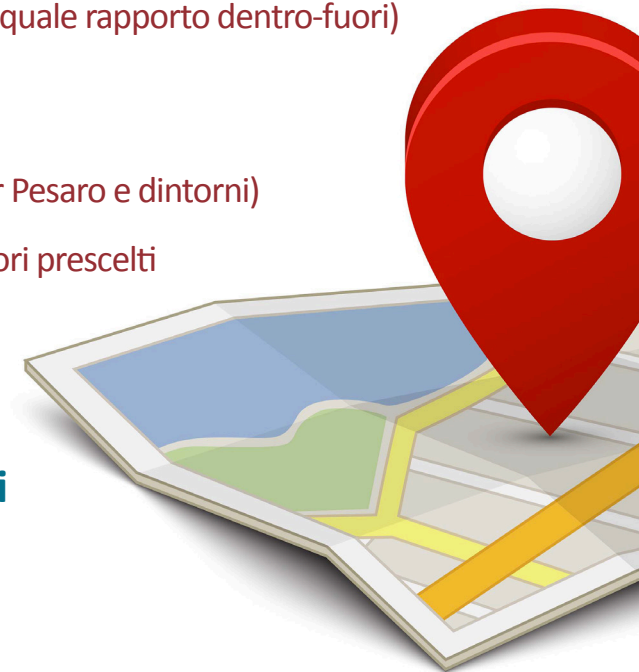 quale rapporto dentro-fuori)
Pesaro e dintorni)
ori prescelti
i